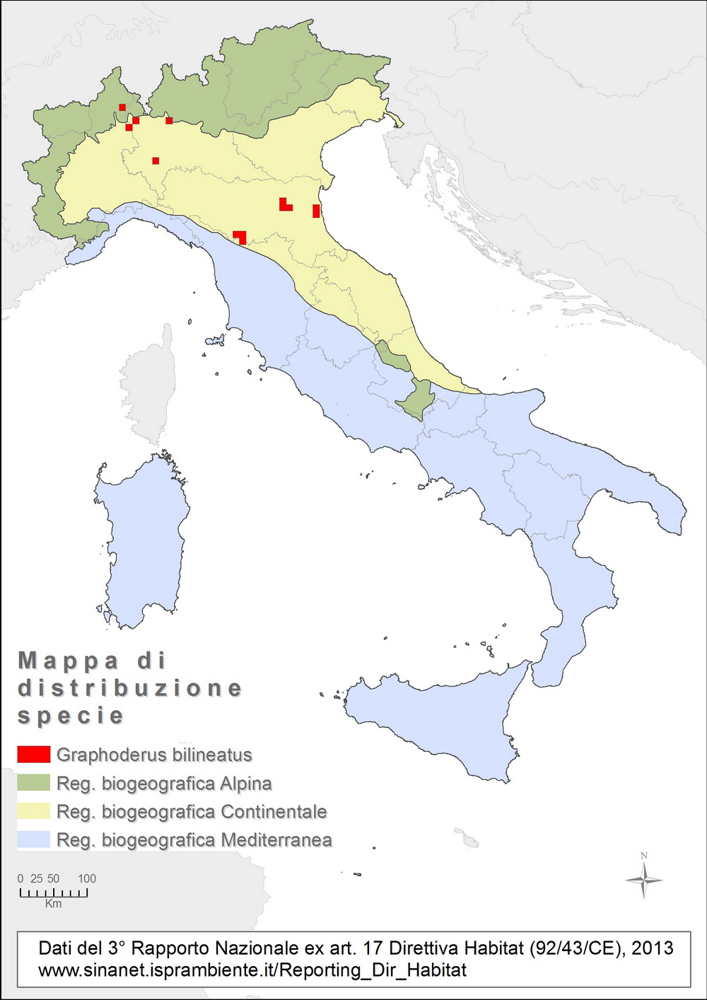 Mappa di
distribuzione
specie
Graphoderus bilineatus
Reg. biogeografica Alpina
Reg. biogeografica Continentale
Reg. biogeografica Mediterranea
0 25 50 100
Km
N
Dati del 3° Rapporto Nazionale ex art. 17 Direttiva Habitat (92/43/CE), 2013
www.sinanet.isprambiente.it/Reporting_Dir_Habitat